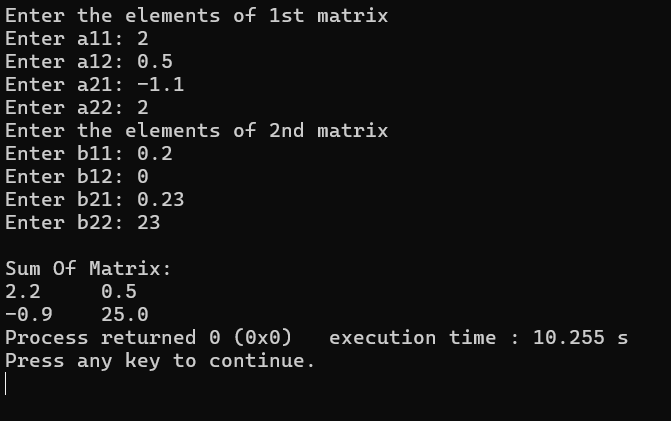 Enter the elements of 1st matrix
Enter a11: 2
Enter a12: 0.5
Enter a21: -1.1
Enter a22: 2
Enter the elements of 2nd matrix
Enter b11: 0.2
Enter b12: 0
Enter b21: 0.23
Enter b22: 23

Sum Of Matrix:
2.2     0.5
-0.9    25.0
Process returned 0 (0x0)   execution time : 10.255 s
Press any key to continue.